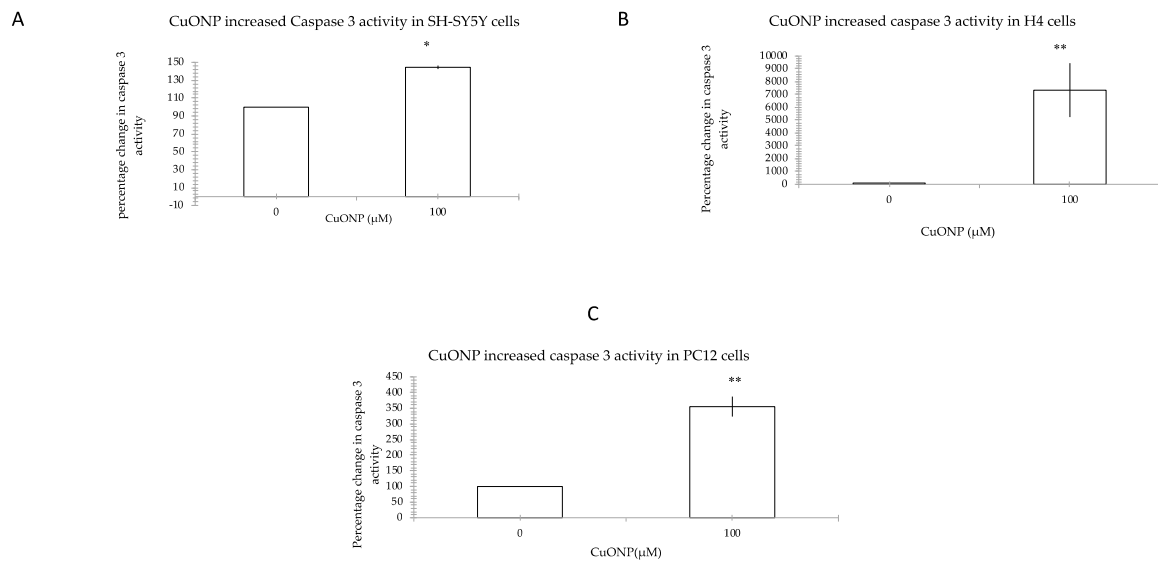 A
CuONP increased Caspase 3 activity in SH-SY5Y cells
percentage change in caspase 3
activity
150
130
110
90
70
50
30
10
-10
*
0
100
CuONP (μM)
B
CuONP increased caspase 3 activity in H4 cells
Percentage change in caspase 3
activity
10000
9000
8000
7000
6000
5000
4000
3000
2000
1000
0
**
0
100
CuONP (μM)
C
CuONP increased caspase 3 activity in PC12 cells
Percentage change in caspase 3
activity
450
400
350
300
250
200
150
100
50
0
**
0
100
CuONP(μM)